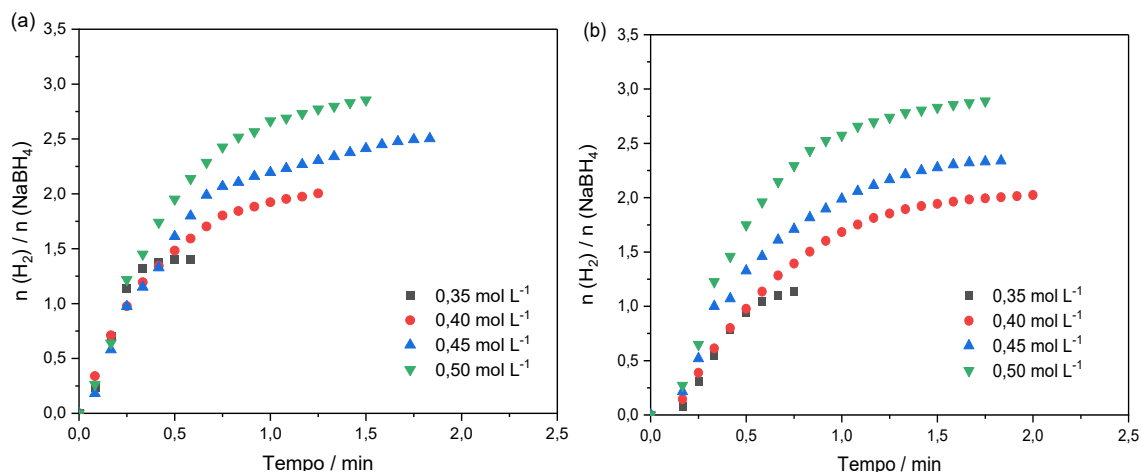 (a)
3,5
3,0
2,5
2,0
1,5
1,0
0,5
0,0
n (H₂) / n (NaBH₄)
0,35 mol L⁻¹
0,40 mol L⁻¹
0,45 mol L⁻¹
0,50 mol L⁻¹
0,0 0,5 1,0 1,5 2,0 2,5
Tempo / min
(b)
3,5
3,0
2,5
2,0
1,5
1,0
0,5
0,0
n (H₂) / n (NaBH₄)
0,35 mol L⁻¹
0,40 mol L⁻¹
0,45 mol L⁻¹
0,50 mol L⁻¹
0,0 0,5 1,0 1,5 2,0 2,5
Tempo / min